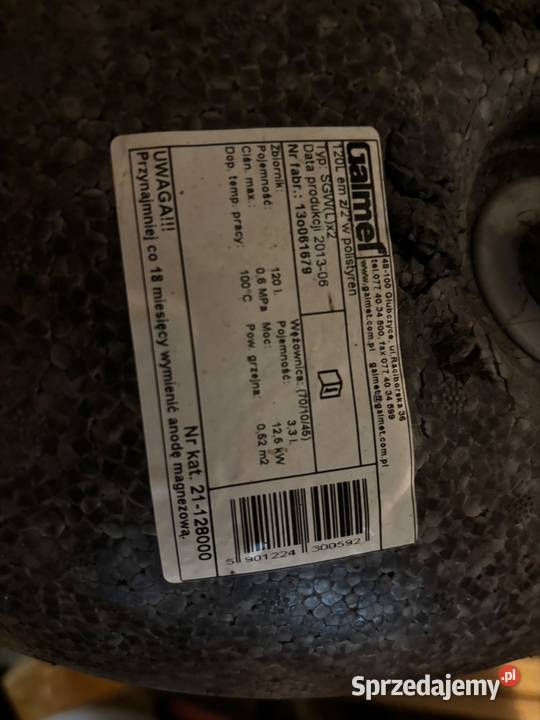 Galmet
48-100 Głubczyce, ul.Raciborska 36
tel.077 40 34 500, fax 077 40 34 599
www.galmet.com.pl galmet@galmet.com.pl
120L em z/2" w polistyren
Typ SGW(L)x2
Data produkcji 2013-06
Nr fabr.: 13o061679
Zbiornik:
Pojemność: 120 l.
Ciśn. max.: 0,6 MPa
Dop. temp. pracy: 100°C
Wężownica: (70/10/45)
Pojemność: 3,3 l.
Moc: 12,5 kW
Pow. grzejna: 0,52 m2
Nr kat. 21-128000
UWAGA!!!
Przynajmniej co 18 miesięcy wymienić anodę magnezową.
5 901224 300592
Sprzedajemy.pl